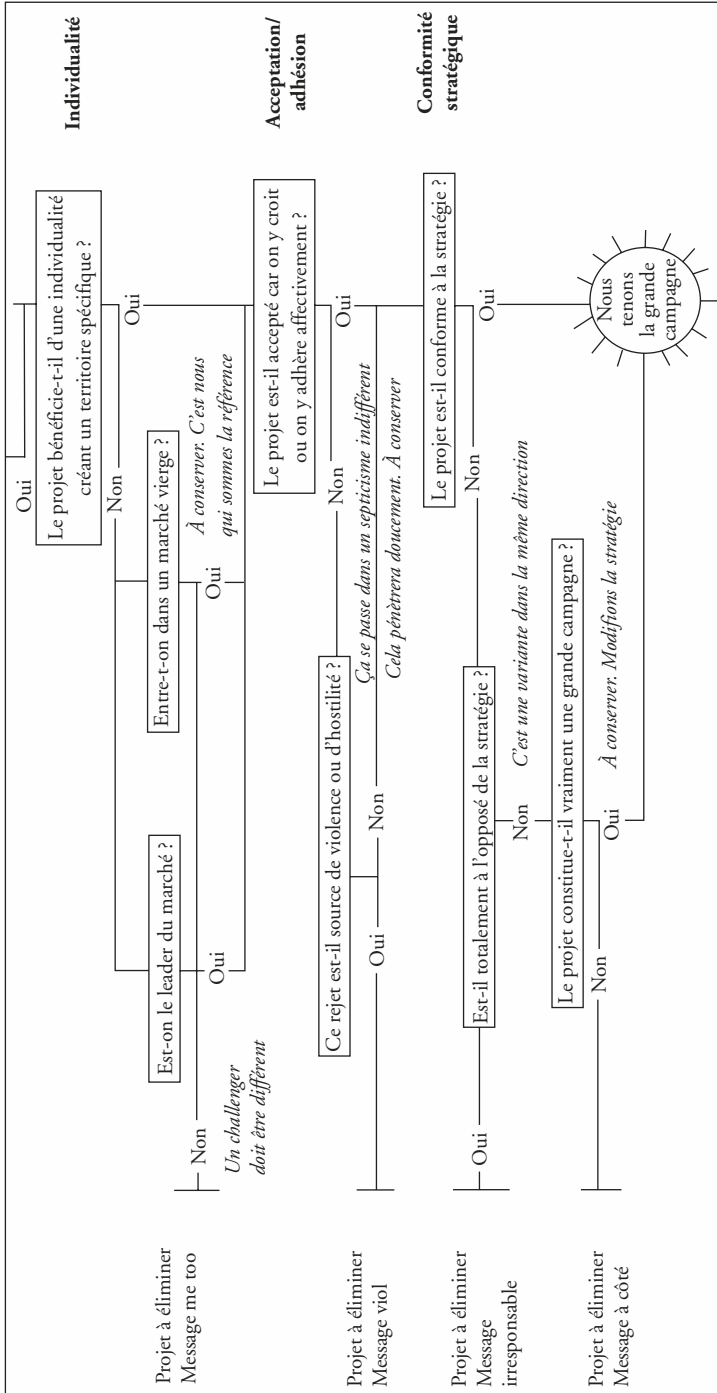 Oui
Le projet bénéficie-t-il d'une individualité
créant un territoire spécifique ?
Individualité
Non
Oui
Est-on le leader du marché ?
Entre-t-on dans un marché vierge ?
Projet à éliminer
Message me too
Non
Un challenger
doit être différent
Oui
Oui
À conserver. C'est nous
qui sommes la référence
Le projet est-il accepté car on y croit
ou on y adhère affectivement ?
Acceptation/
adhésion
Non
Oui
Ce rejet est-il source de violence ou d'hostilité ?
Ça se passe dans un septicisme indifférent
Cela pénètrera doucement. À conserver
Projet à éliminer
Message viol
Oui
Non
Le projet est-il conforme à la stratégie ?
Conformité
stratégique
Non
Oui
Projet à éliminer
Message
irresponsable
Oui
Est-il totalement à l'opposé de la stratégie ?
Non
C'est une variante dans la même direction
Le projet constitue-t-il vraiment une grande campagne ?
Projet à éliminer
Message à côté
Non
Oui
À conserver. Modifions la stratégie
Nous
tenons
la grande
campagne